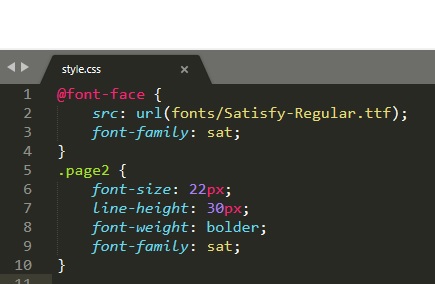 style.css ×
1 @font-face {
2 src: url(fonts/Satisfy-Regular.ttf);
3 font-family: sat;
4 }
5 .page2 {
6 font-size: 22px;
7 line-height: 30px;
8 font-weight: bolder;
9 font-family: sat;
10 }
11